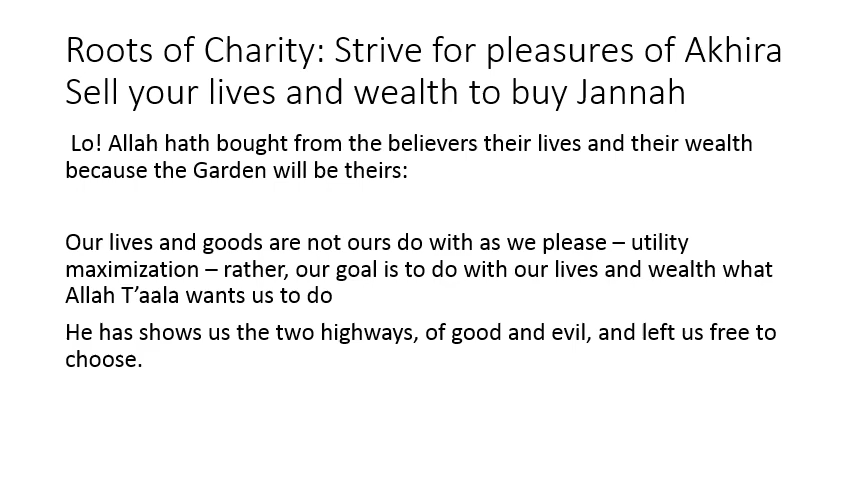 Roots of Charity: Strive for pleasures of Akhira
Sell your lives and wealth to buy Jannah
Lo! Allah hath bought from the believers their lives and their wealth
because the Garden will be theirs:
Our lives and goods are not ours do with as we please – utility
maximization – rather, our goal is to do with our lives and wealth what
Allah T’aala wants us to do
He has shows us the two highways, of good and evil, and left us free to
choose.